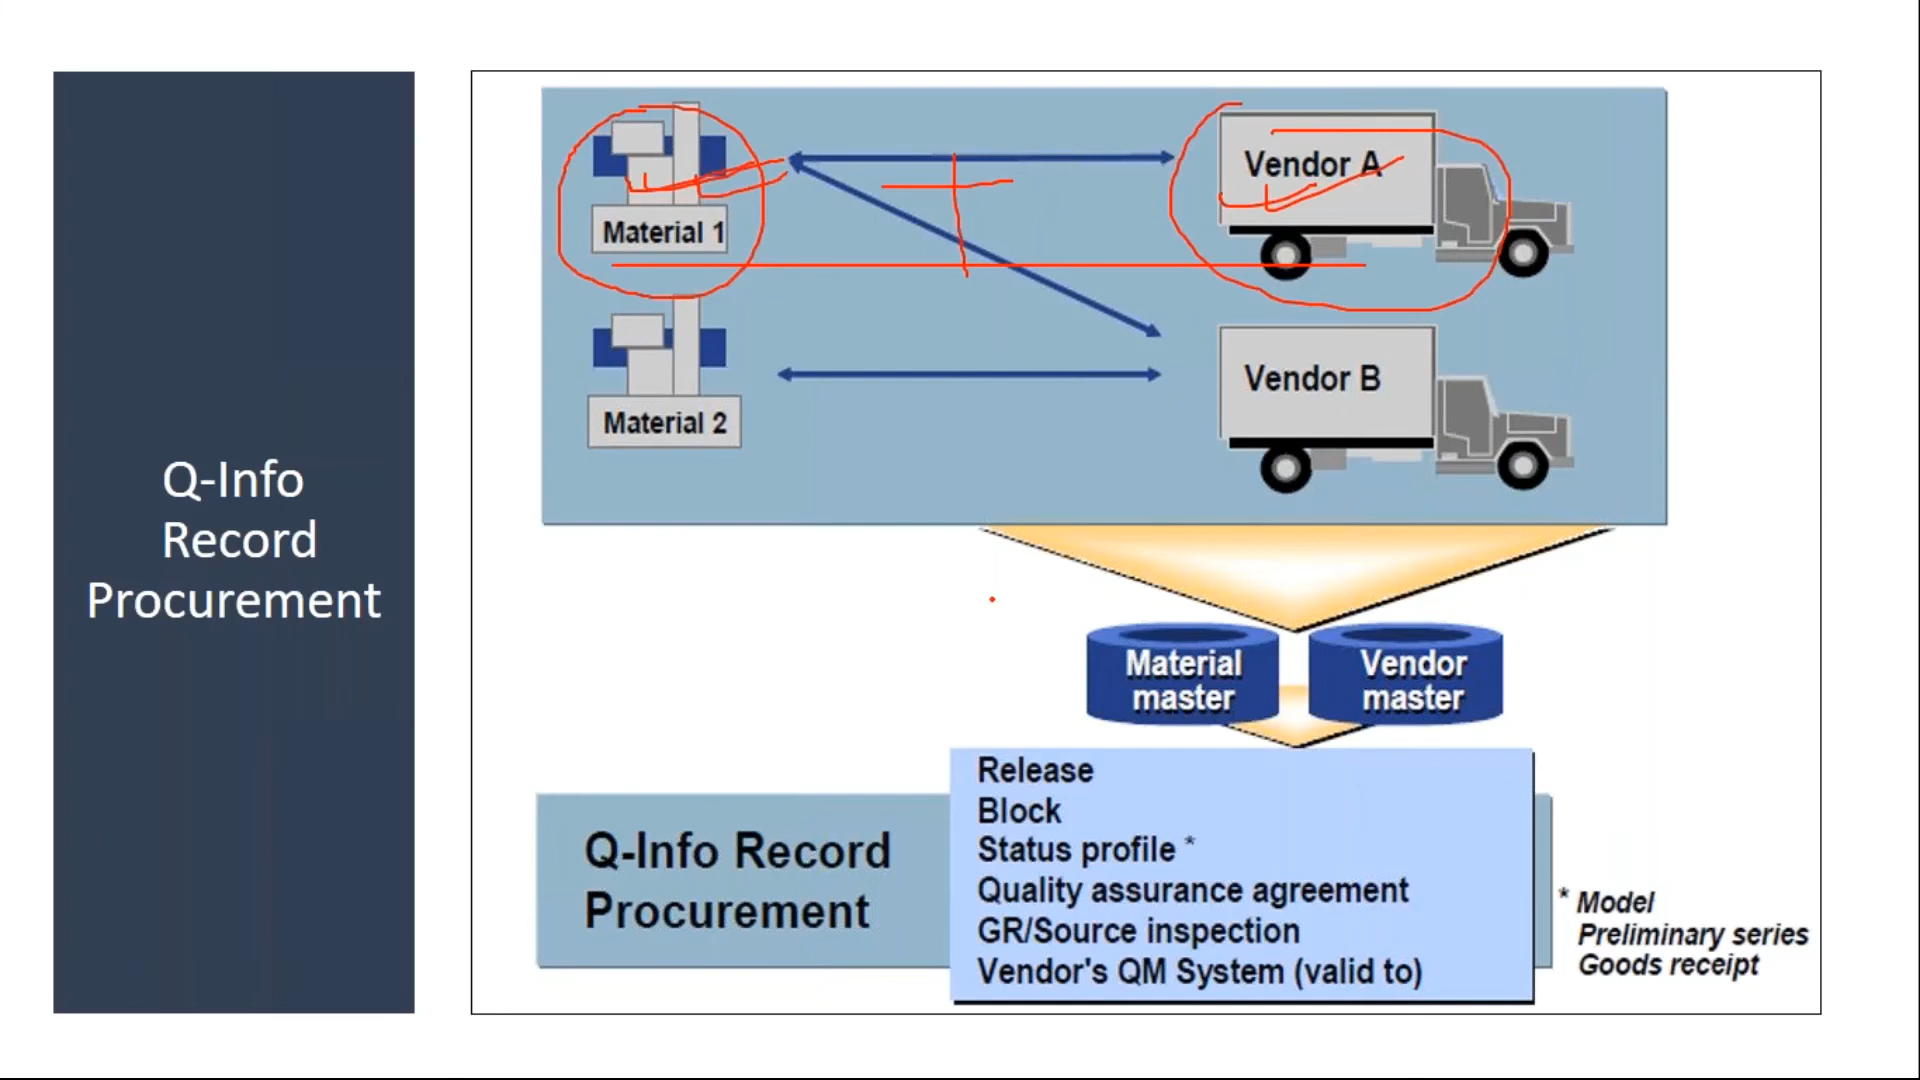 Q-Info
Record
Procurement
Material 1
Vendor A
Material 2
Vendor B
Material
master
Vendor
master
Q-Info Record
Procurement
Release
Block
Status profile *
Quality assurance agreement
GR/Source inspection
Vendor's QM System (valid to)
* Model
Preliminary series
Goods receipt